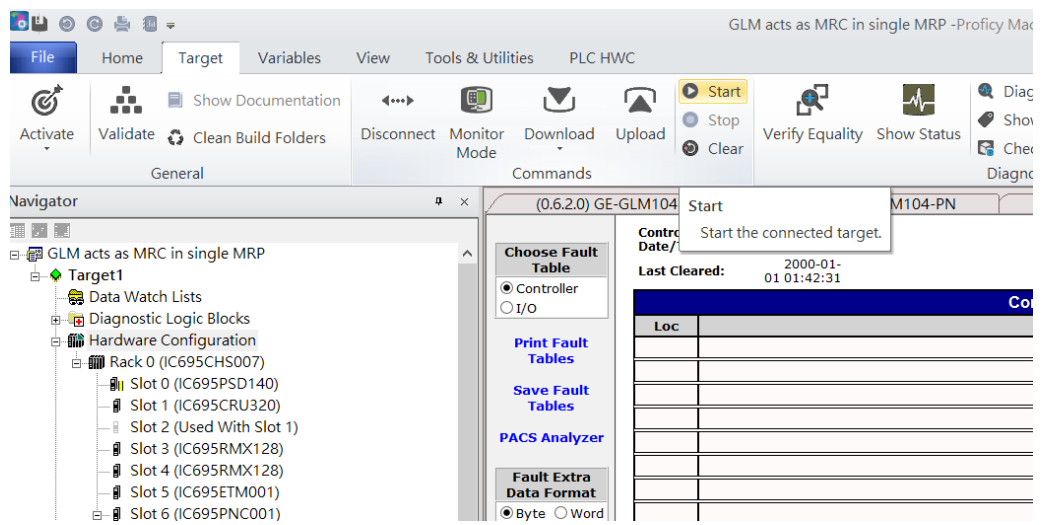 GLM acts as MRC in single MRP -Proficy Mac
File Home Target Variables View Tools & Utilities PLC HWC
Activate
Validate
Show Documentation
Clean Build Folders
General
Disconnect
Monitor Mode
Download
Upload
Start
Stop
Clear
Commands
Verify Equality
Show Status
Diag
Show
Chec
Diagno
Navigator
GLM acts as MRC in single MRP
Target1
Data Watch Lists
Diagnostic Logic Blocks
Hardware Configuration
Rack 0 (IC695CHS007)
Slot 0 (IC695PSD140)
Slot 1 (IC695CRU320)
Slot 2 (Used With Slot 1)
Slot 3 (IC695RMX128)
Slot 4 (IC695RMX128)
Slot 5 (IC695ETM001)
Slot 6 (IC695PNC001)
(0.6.2.0) GE-GLM104
M104-PN
Start
Start the connected target.
Choose Fault
Table
Controller
I/O
Print Fault
Tables
Save Fault
Tables
PACS Analyzer
Fault Extra
Data Format
Byte Word
Contro
Date/
Last Cleared:
2000-01-
01 01:42:31
Co
Loc